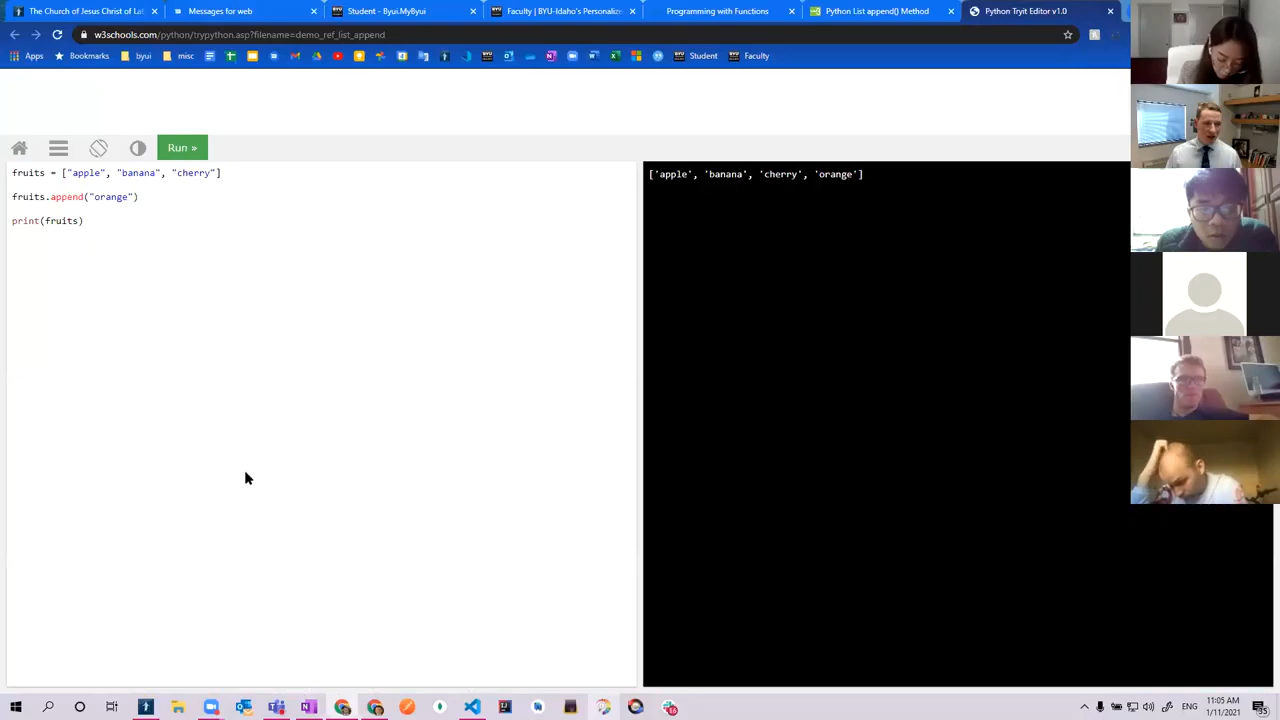 The Church of Jesus Christ of Lat
Messages for web
Student - Byui.MyByui
Faculty | BYU-Idaho's Personaliz
Programming with Functions
Python List append() Method
Python Tryit Editor v1.0
w3schools.com/python/trypython.asp?filename=demo_ref_list_append
Apps
Bookmarks
byui
misc
Student
Faculty
Run »
fruits = ["apple", "banana", "cherry"]
fruits.append("orange")
print(fruits)
['apple', 'banana', 'cherry', 'orange']
11:05 AM
1/11/2021